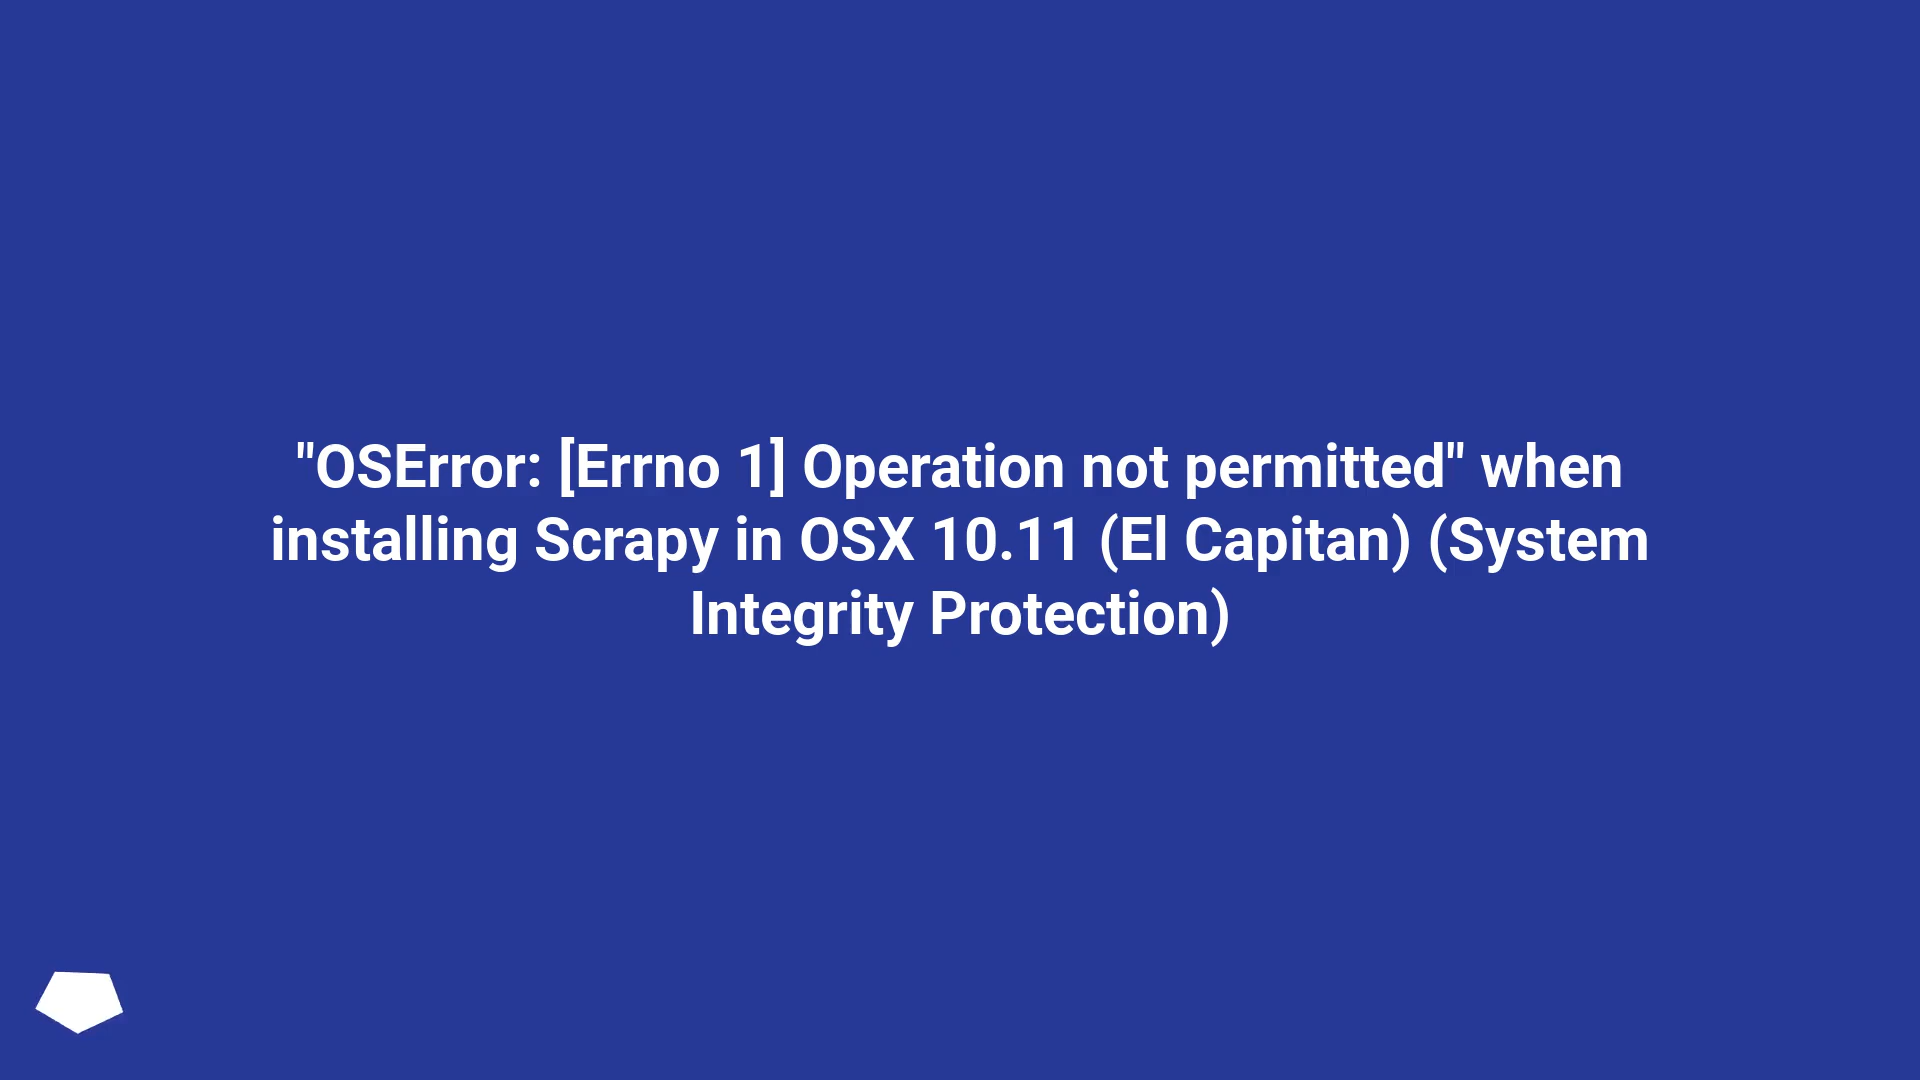 "OSError: [Errno 1] Operation not permitted" when
installing Scrapy in OSX 10.11 (El Capitan) (System
Integrity Protection)